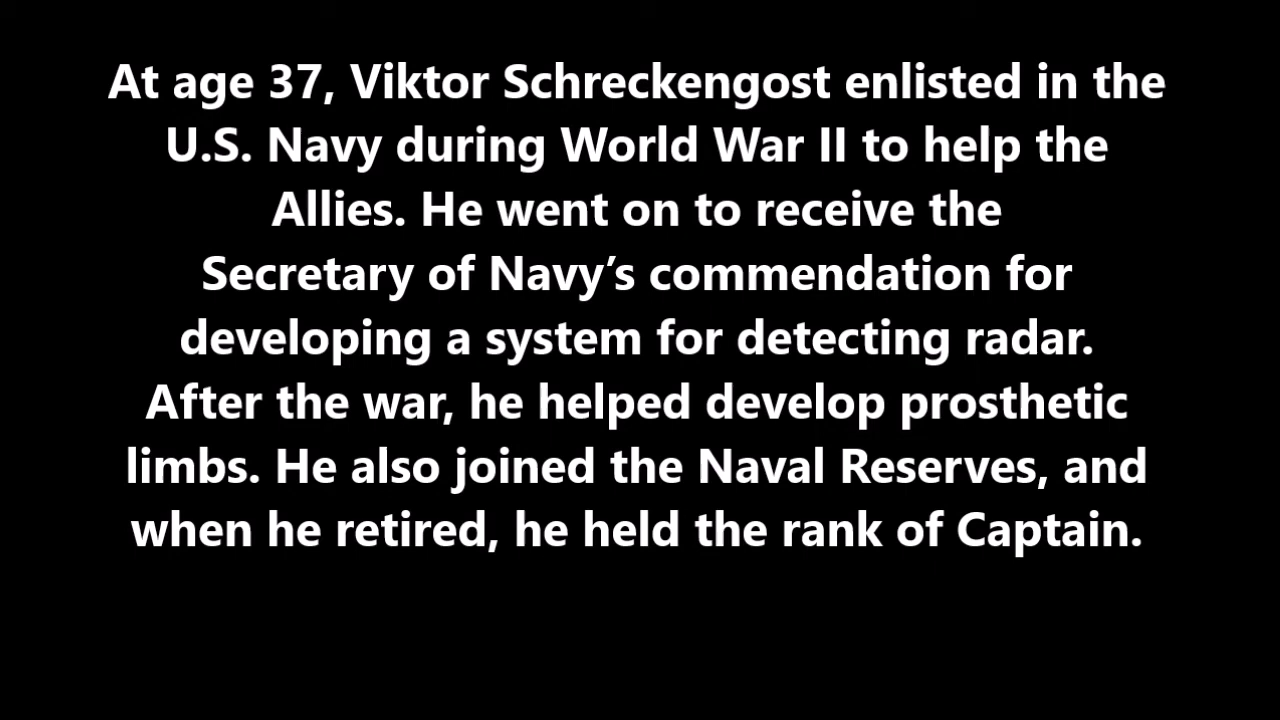 At age 37, Viktor Schreckengost enlisted in the
U.S. Navy during World War II to help the
Allies. He went on to receive the
Secretary of Navy’s commendation for
developing a system for detecting radar.
After the war, he helped develop prosthetic
limbs. He also joined the Naval Reserves, and
when he retired, he held the rank of Captain.